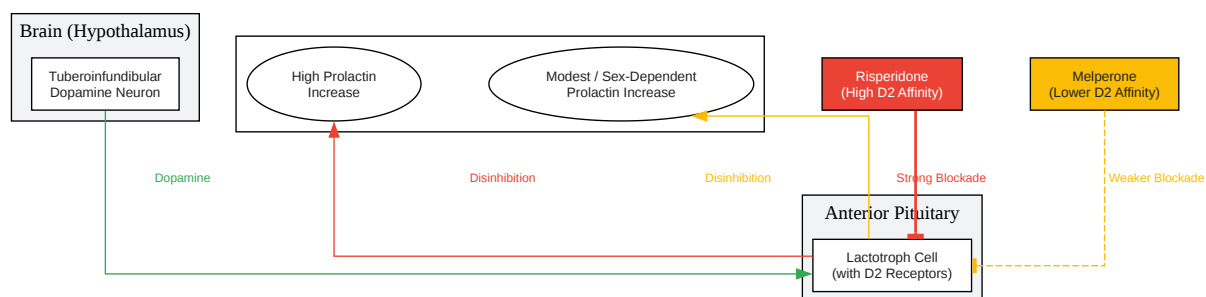 Brain (Hypothalamus)
Tuberoinfundibular
Dopamine Neuron
High Prolactin
Increase
Modest / Sex-Dependent
Prolactin Increase
Risperidone
(High D2 Affinity)
Melperone
(Lower D2 Affinity)
Dopamine
Disinhibition
Disinhibition
Strong Blockade
Weaker Blockade
Anterior Pituitary
Lactotroph Cell
(with D2 Receptors)